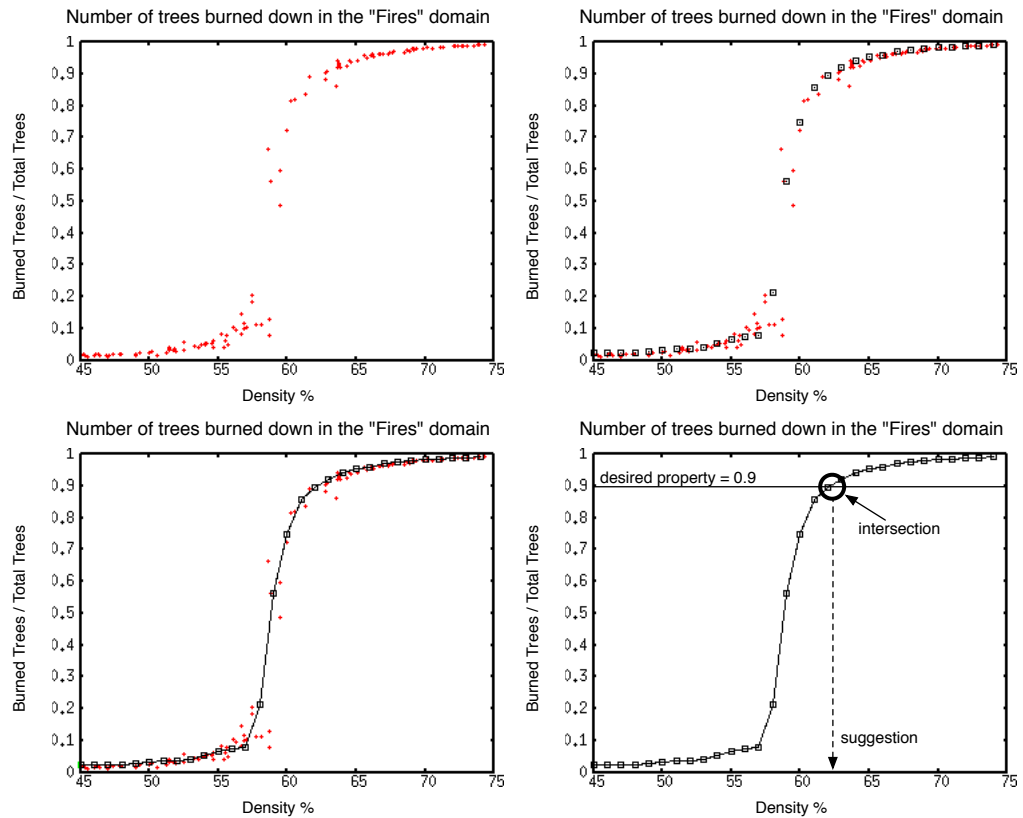 Number of trees burned down in the "Fires" domain
Burned Trees / Total Trees
1
0.9
0.8
0.7
0.6
0.5
0.4
0.3
0.2
0.1
0
45 50 55 60 65 70 75
Density %
Number of trees burned down in the "Fires" domain
Burned Trees / Total Trees
1
0.9
0.8
0.7
0.6
0.5
0.4
0.3
0.2
0.1
0
45 50 55 60 65 70 75
Density %
Number of trees burned down in the "Fires" domain
Burned Trees / Total Trees
1
0.9
0.8
0.7
0.6
0.5
0.4
0.3
0.2
0.1
0
45 50 55 60 65 70 75
Density %
Number of trees burned down in the "Fires" domain
Burned Trees / Total Trees
1
0.9
0.8
0.7
0.6
0.5
0.4
0.3
0.2
0.1
0
desired property = 0.9
intersection
suggestion
45 50 55 60 65 70 75
Density %